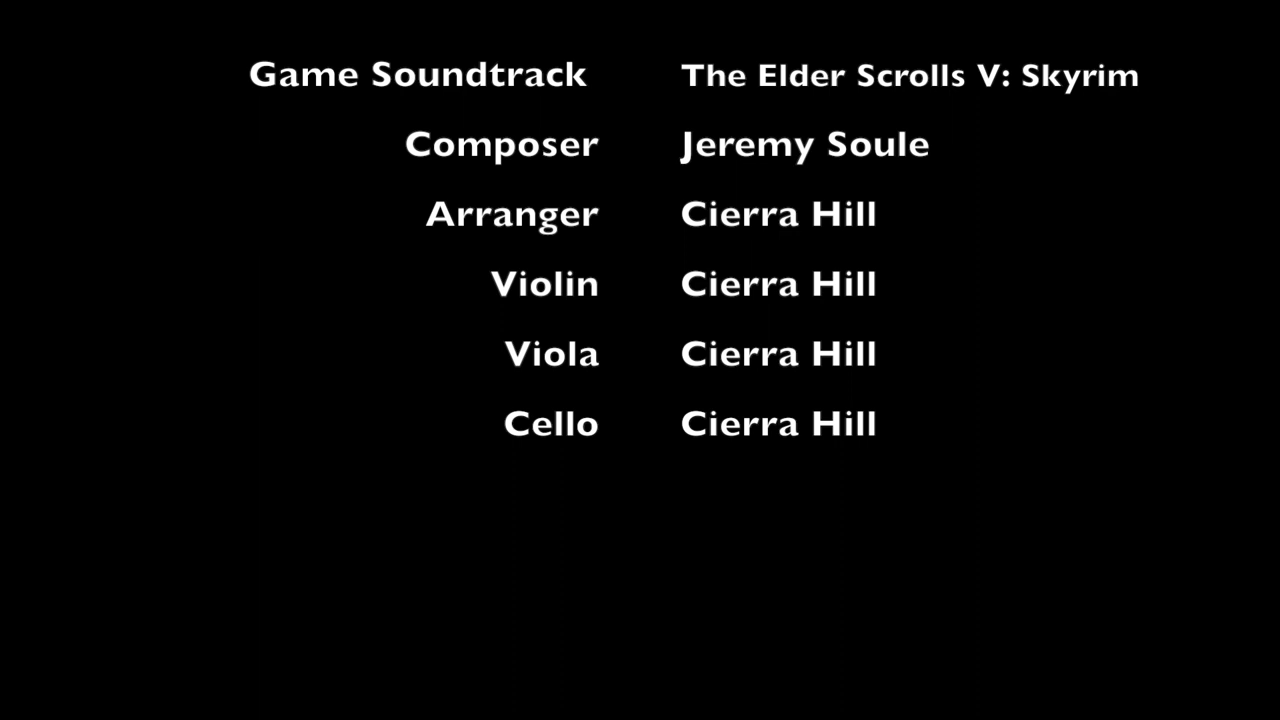 Game Soundtrack The Elder Scrolls V: Skyrim
Composer Jeremy Soule
Arranger Cierra Hill
Violin Cierra Hill
Viola Cierra Hill
Cello Cierra Hill